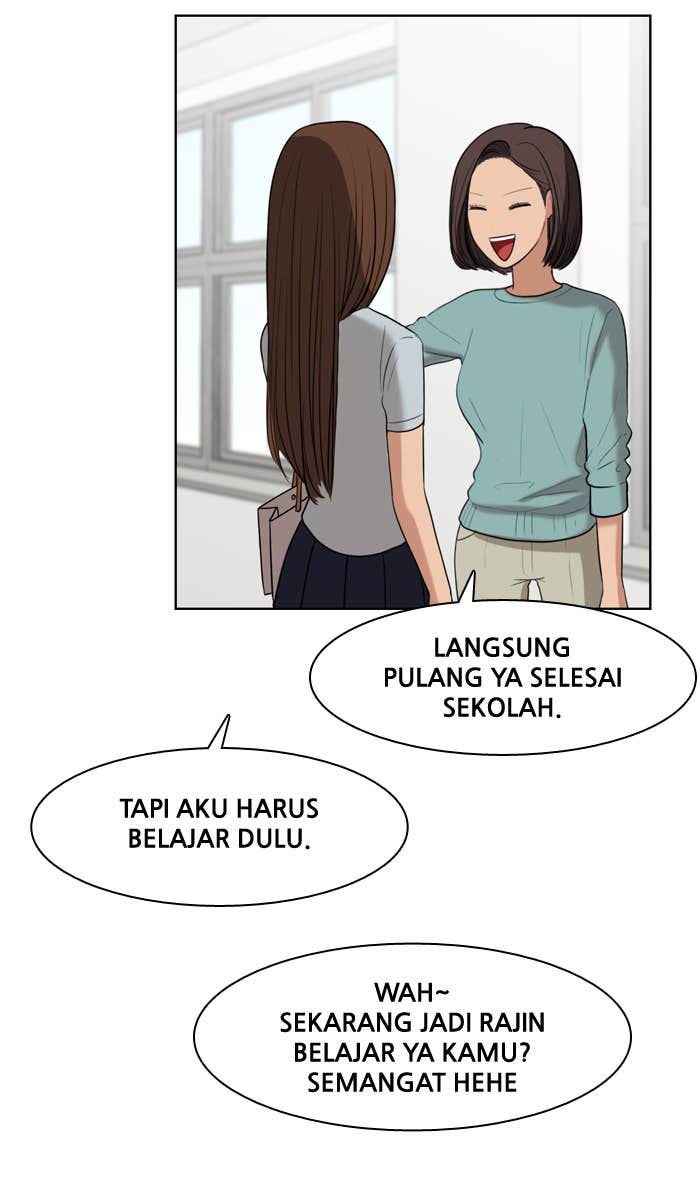 LANGSUNG
PULANG YA SELESAI
SEKOLAH.
TAPI AKU HARUS
BELAJAR DULU.
WAH~
SEKARANG JADI RAJIN
BELAJAR YA KAMU?
SEMANGAT HEHE